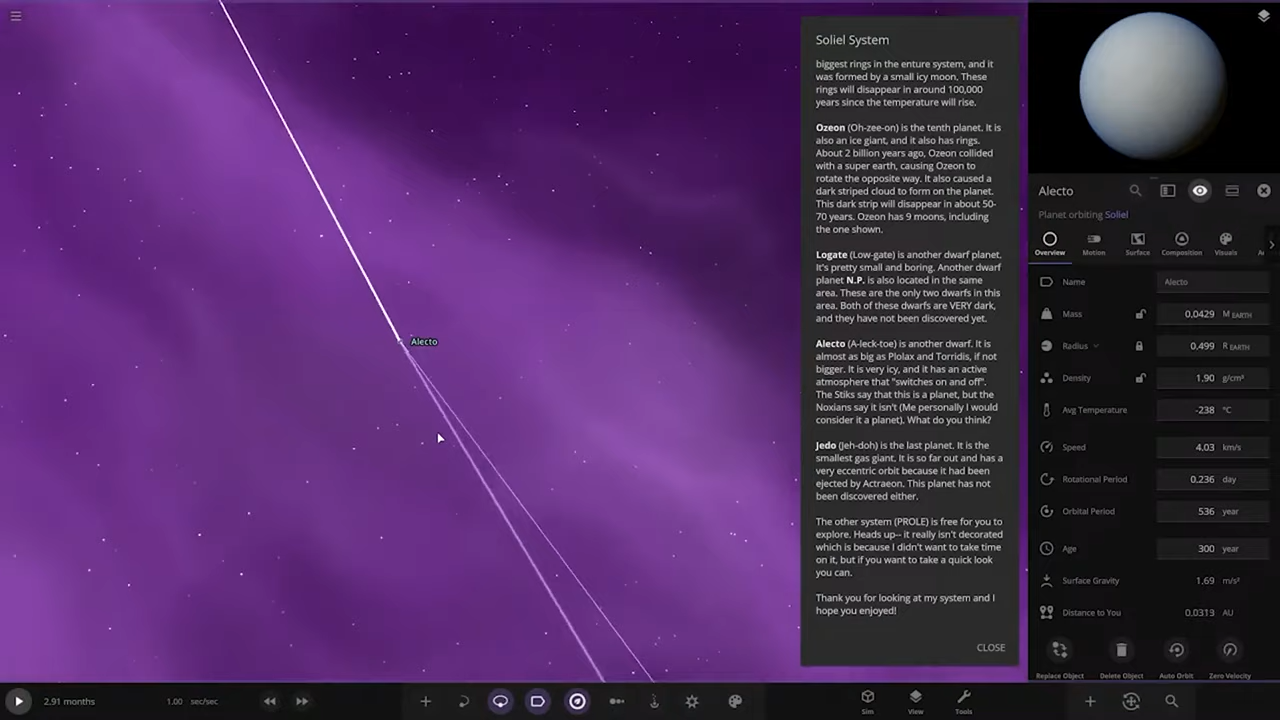 Soliel System
biggest rings in the enture system, and it
was formed by a small icy moon. These
rings will disappear in around 100,000
years since the temperature will rise.
Ozeon (Oh-zee-on) is the tenth planet. It is
also an ice giant, and it also has rings.
About 2 billion years ago, Ozeon collided
with a super earth, causing Ozeon to
rotate the opposite way. It also caused a
dark striped cloud to form on the planet.
This dark strip will disappear in about 50-
70 years. Ozeon has 9 moons, including
the one shown.
Logate (Low-gate) is another dwarf planet.
It's pretty small and boring. Another dwarf
planet N.P. is also located in the same
area. These are the only two dwarfs in this
area. Both of these dwarfs are VERY dark,
and they have not been discovered yet.
Alecto (A-leck-toe) is another dwarf. It is
almost as big as Plolax and Torridis, if not
bigger. It is very icy, and it has an active
atmosphere that "switches on and off".
The Stiks say that this is a planet, but the
Noxians say it isn't (Me personally I would
consider it a planet). What do you think?
Jedo (Jeh-doh) is the last planet. It is the
smallest gas giant. It is so far out and has a
very eccentric orbit because it had been
ejected by Actraeon. This planet has not
been discovered either.
The other system (PROLE) is free for you to
explore. Heads up-- it really isn't decorated
which is because I didn't want to take time
on it, but if you want to take a quick look
you can.
Thank you for looking at my system and I
hope you enjoyed!
CLOSE
Alecto
Alecto
Planet orbiting Soliel
Overview Motion Surface Composition Visuals
Name Alecto
Mass 0.0429 M EARTH
Radius 0.499 R EARTH
Density 1.90 g/cm³
Avg Temperature -238 °C
Speed 4.03 km/s
Rotational Period 0.236 day
Orbital Period 536 year
Age 300 year
Surface Gravity 1.69 m/s²
Distance to You 0.0313 AU
Replace Object Delete Object Auto Orbit Zero Velocity
2.91 months 1.00 sec/sec Sim View Tools